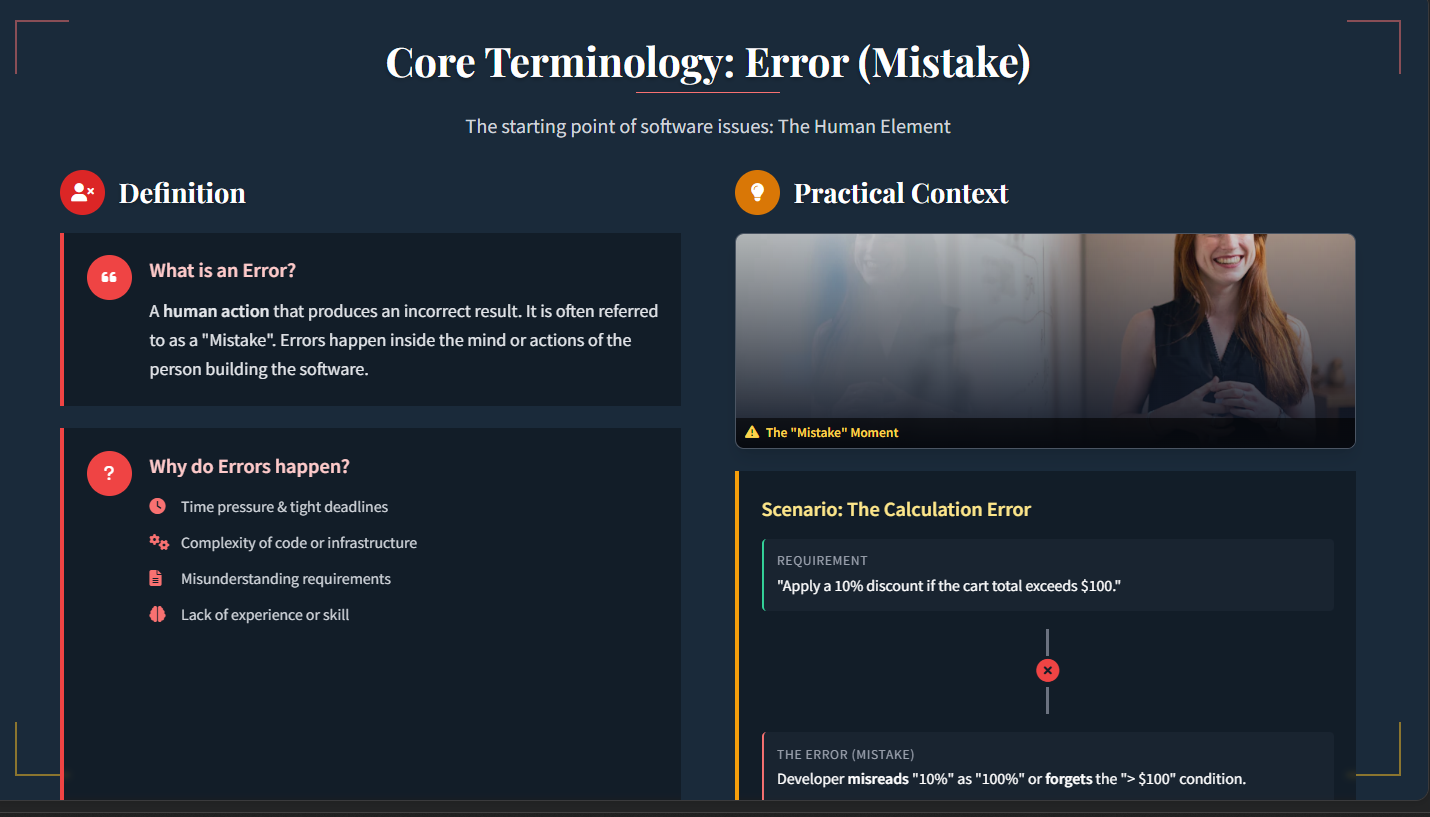 Core Terminology: Error (Mistake)
The starting point of software issues: The Human Element
Definition
What is an Error?
A human action that produces an incorrect result. It is often referred
to as a "Mistake". Errors happen inside the mind or actions of the
person building the software.
?
Why do Errors happen?
Time pressure & tight deadlines
Complexity of code or infrastructure
Misunderstanding requirements
Lack of experience or skill
Practical Context
The "Mistake" Moment
Scenario: The Calculation Error
REQUIREMENT
"Apply a 10% discount if the cart total exceeds $100."
THE ERROR (MISTAKE)
Developer misreads "10%" as "100%" or forgets the "> $100" condition.